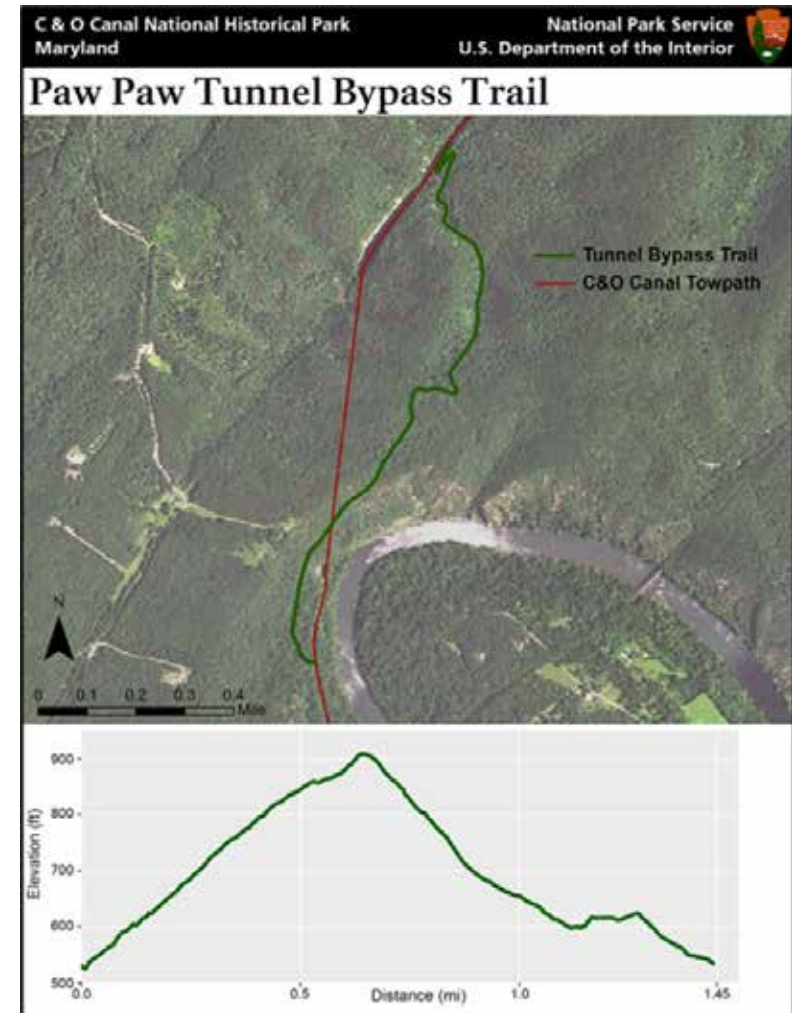 C & O Canal National Historical Park
Maryland
National Park Service
U.S. Department of the Interior
Paw Paw Tunnel Bypass Trail
Tunnel Bypass Trail
C&O Canal Towpath
N
0 0.1 0.2 0.3 0.4
Miles
900
800
700
600
500
Elevation (ft)
0.0 0.5 1.0 1.45
Distance (mi)